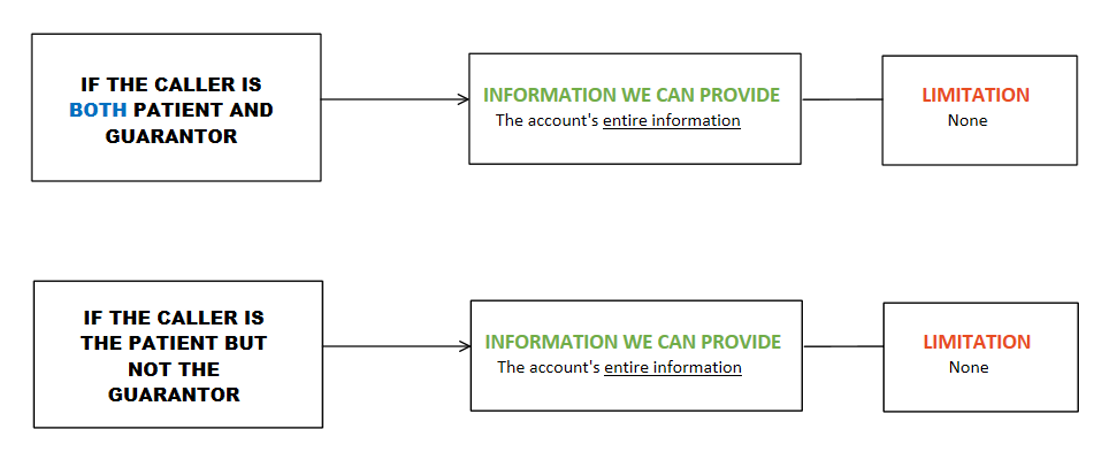 IF THE CALLER IS
BOTH PATIENT AND
GUARANTOR
INFORMATION WE CAN PROVIDE
The account's entire information
LIMITATION
None
IF THE CALLER IS
THE PATIENT BUT
NOT THE
GUARANTOR
INFORMATION WE CAN PROVIDE
The account's entire information
LIMITATION
None